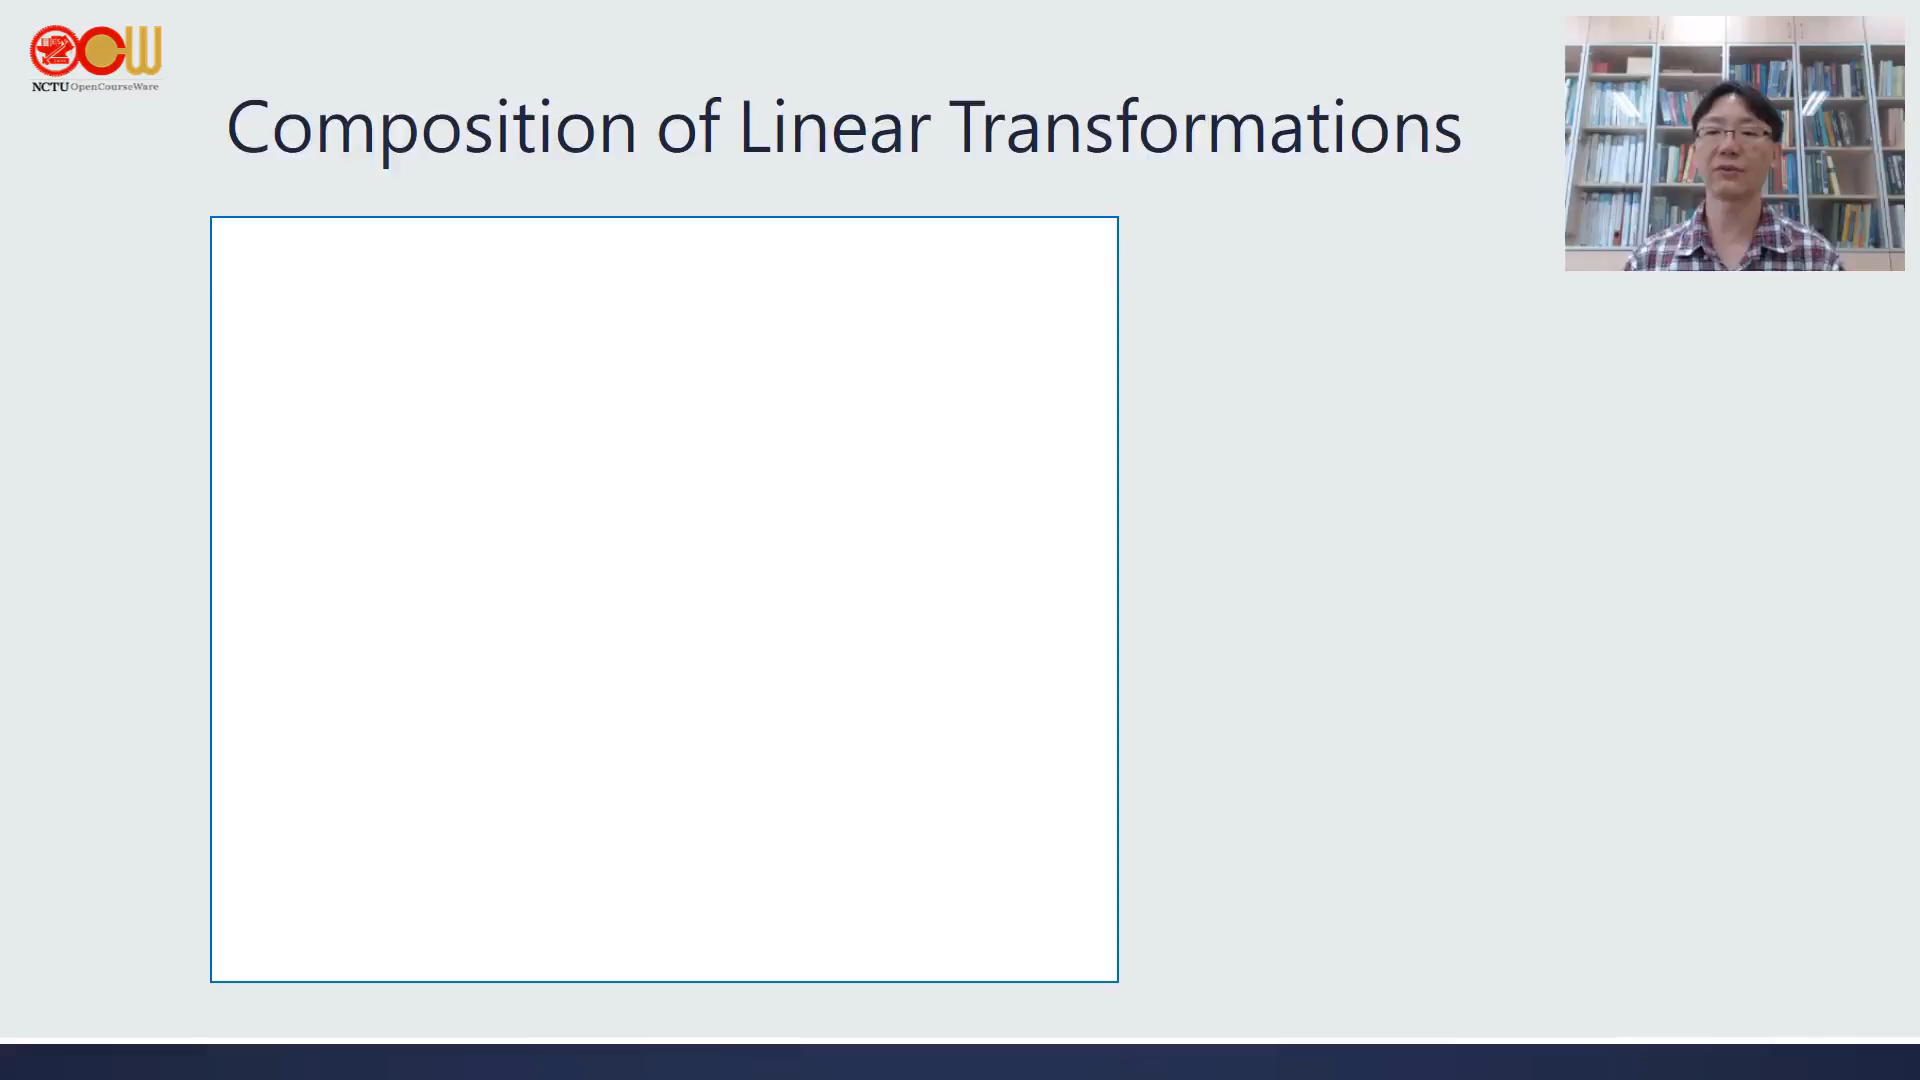 NCTU OpenCourseWare
Composition of Linear Transformations